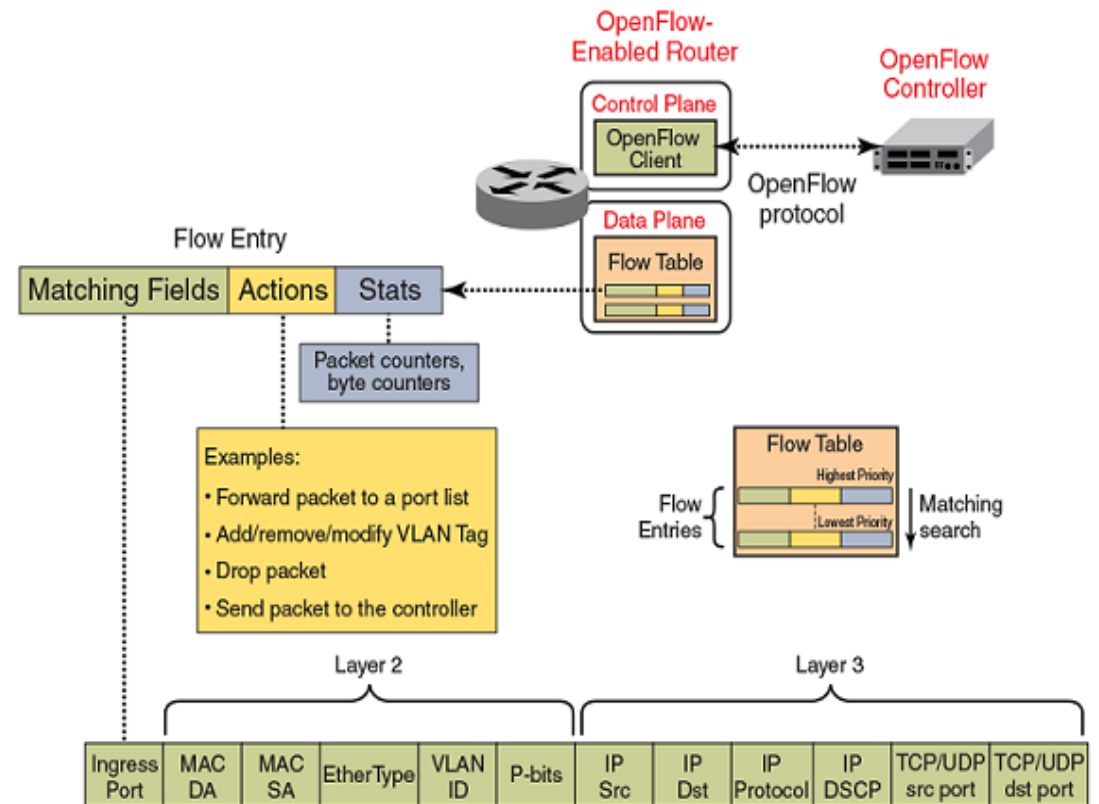 OpenFlow-
Enabled Router
OpenFlow
Controller
Control Plane
OpenFlow
Client
OpenFlow
protocol
Data Plane
Flow Table
Flow Entry
Matching Fields
Actions
Stats
Packet counters,
byte counters
Examples:
• Forward packet to a port list
• Add/remove/modify VLAN Tag
• Drop packet
• Send packet to the controller
Flow Table
Highest Priority
Flow
Entries
Lowest Priority
Matching
search
Layer 2
Layer 3
Ingress
Port
MAC
DA
MAC
SA
EtherType
VLAN
ID
P-bits
IP
Src
IP
Dst
IP
Protocol
IP
DSCP
TCP/UDP
src port
TCP/UDP
dst port